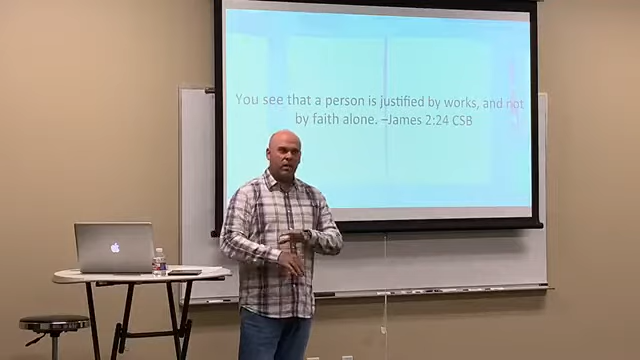 You see that a person is justified by works, and not
by faith alone. –James 2:24 CSB